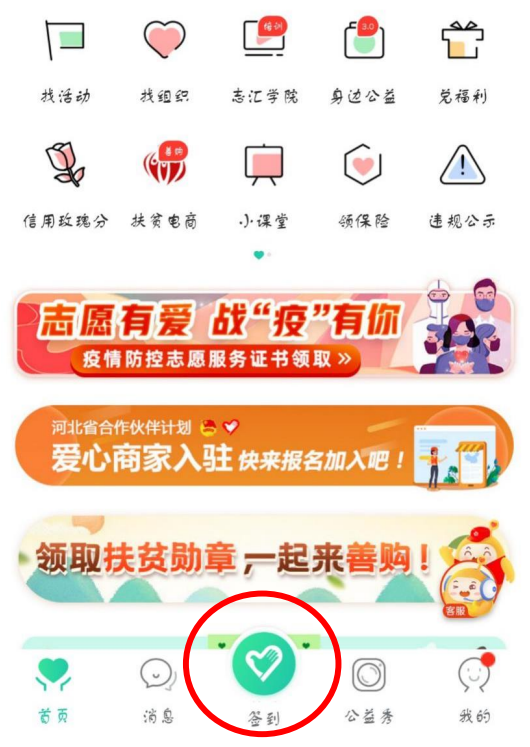 培训
3.0
找活动 找组织 志汇学院 身边公益 兑福利
善购
信用玫瑰分 扶贫电商 小课堂 领保险 违规公示
志愿有爱 战“疫”有你
疫情防控志愿服务证书领取 »
河北省合作伙伴计划
爱心商家入驻 快来报名加入吧！
领取扶贫勋章，一起来善购！
客服
首页 消息 签到 公益秀 我的